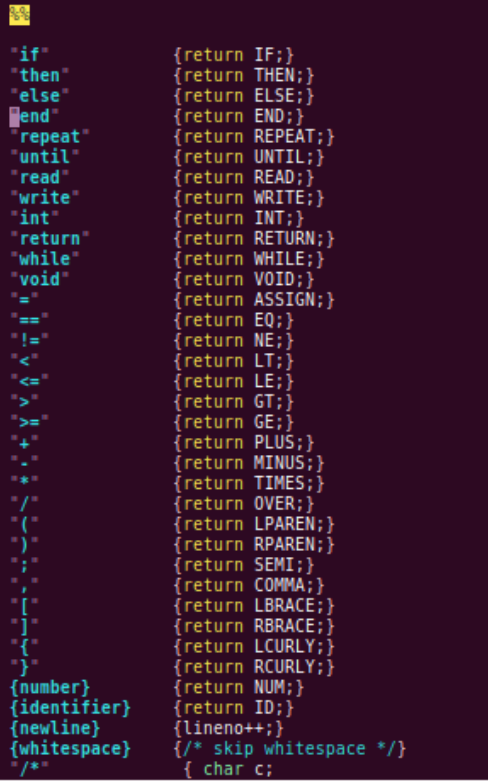 %%
"if" {return IF;}
"then" {return THEN;}
"else" {return ELSE;}
"end" {return END;}
"repeat" {return REPEAT;}
"until" {return UNTIL;}
"read" {return READ;}
"write" {return WRITE;}
"int" {return INT;}
"return" {return RETURN;}
"while" {return WHILE;}
"void" {return VOID;}
"=" {return ASSIGN;}
"==" {return EQ;}
"!=" {return NE;}
"<" {return LT;}
"<=" {return LE;}
">" {return GT;}
">=" {return GE;}
"+" {return PLUS;}
"-" {return MINUS;}
"*" {return TIMES;}
"/" {return OVER;}
"(" {return LPAREN;}
")" {return RPAREN;}
";" {return SEMI;}
"," {return COMMA;}
"[" {return LBRACE;}
"]" {return RBRACE;}
"{" {return LCURLY;}
"}" {return RCURLY;}
{number} {return NUM;}
{identifier} {return ID;}
{newline} {lineno++;}
{whitespace} {/* skip whitespace */}
"/*" { char c;